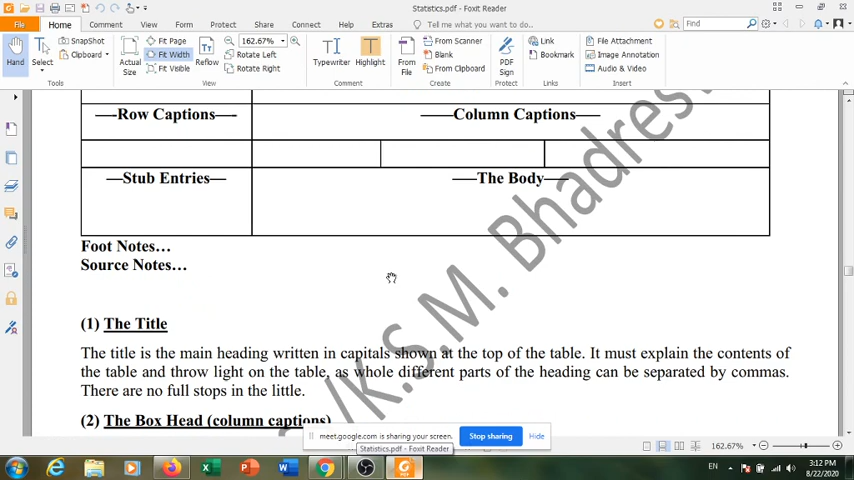 Statistics.pdf - Foxit Reader
File Home Comment View Form Protect Share Connect Help Extras Tell me what you want to do... Find
Hand
Select
SnapShot
Clipboard
Tools
Actual Size
Fit Page
Fit Width
Fit Visible
Reflow
162.67%
Rotate Left
Rotate Right
View
Typewriter
Highlight
Comment
From File
From Scanner
Blank
From Clipboard
Create
PDF Sign
Protect
Link
Bookmark
Links
File Attachment
Image Annotation
Audio & Video
Insert
—-Row Captions—- ——Column Captions——
—Stub Entries— ——The Body——
Foot Notes…
Source Notes…
(1) The Title
The title is the main heading written in capitals shown at the top of the table. It must explain the contents of
the table and throw light on the table, as whole different parts of the heading can be separated by commas.
There are no full stops in the little.
(2) The Box Head (column captions)
/K.S.M. Bhadrest
meet.google.com is sharing your screen. Stop sharing Hide
Statistics.pdf - Foxit Reader
162.67%
EN
3:12 PM
8/22/2020